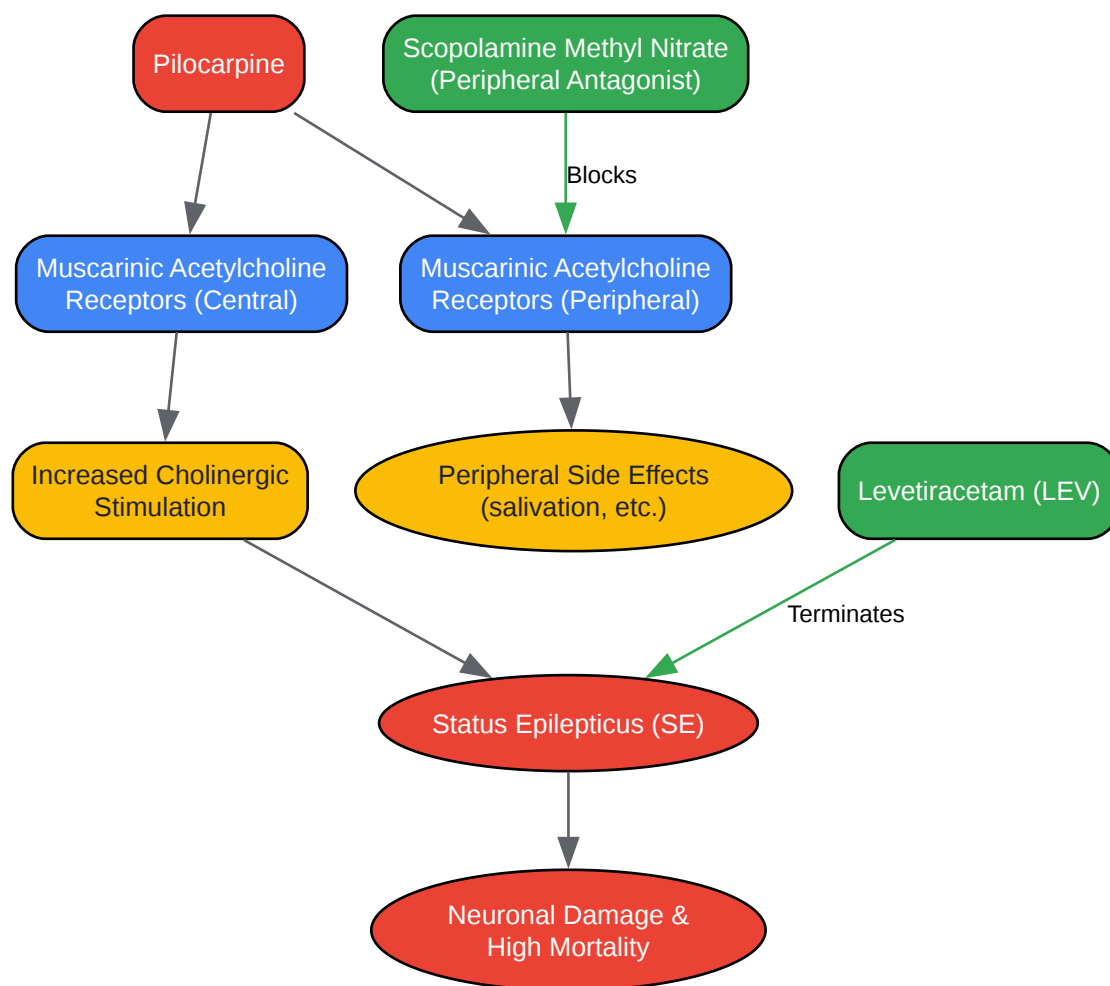 Pilocarpine
Scopolamine Methyl Nitrate
(Peripheral Antagonist)
Blocks
Muscarinic Acetylcholine
Receptors (Central)
Muscarinic Acetylcholine
Receptors (Peripheral)
Increased Cholinergic
Stimulation
Peripheral Side Effects
(salivation, etc.)
Levetiracetam (LEV)
Terminates
Status Epilepticus (SE)
Neuronal Damage &
High Mortality